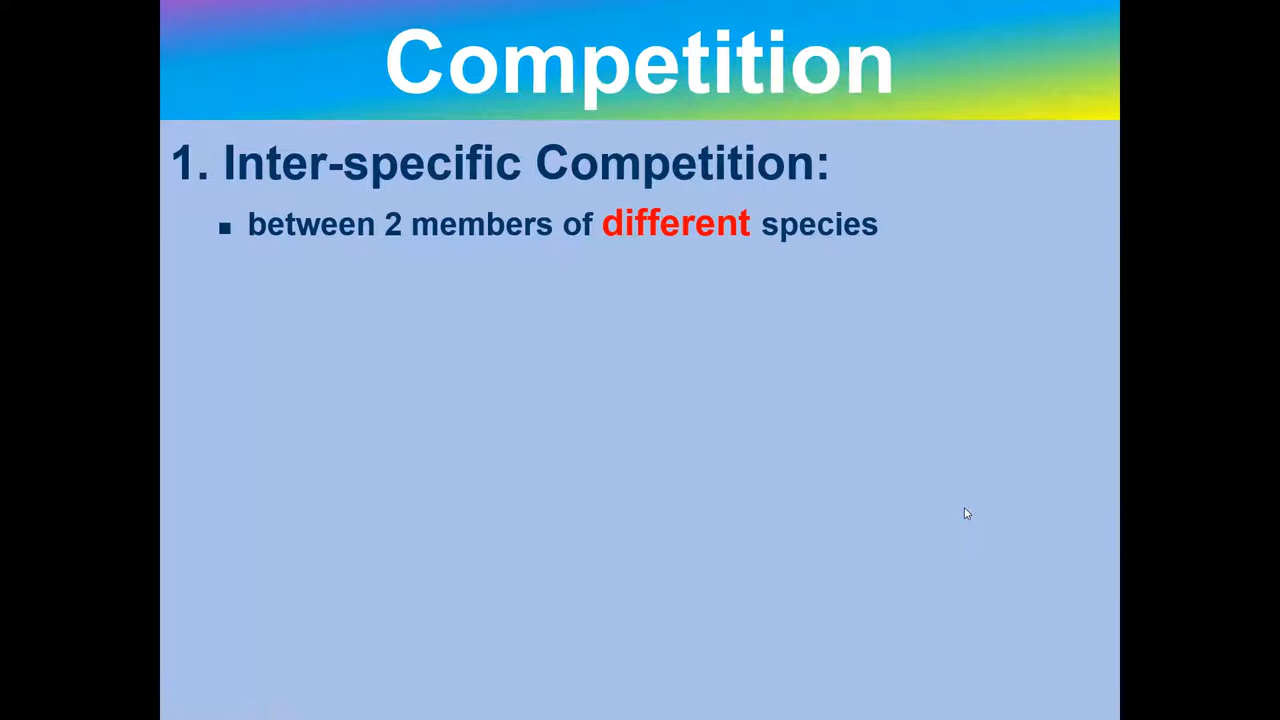 Competition
1. Inter-specific Competition:
▪ between 2 members of different species